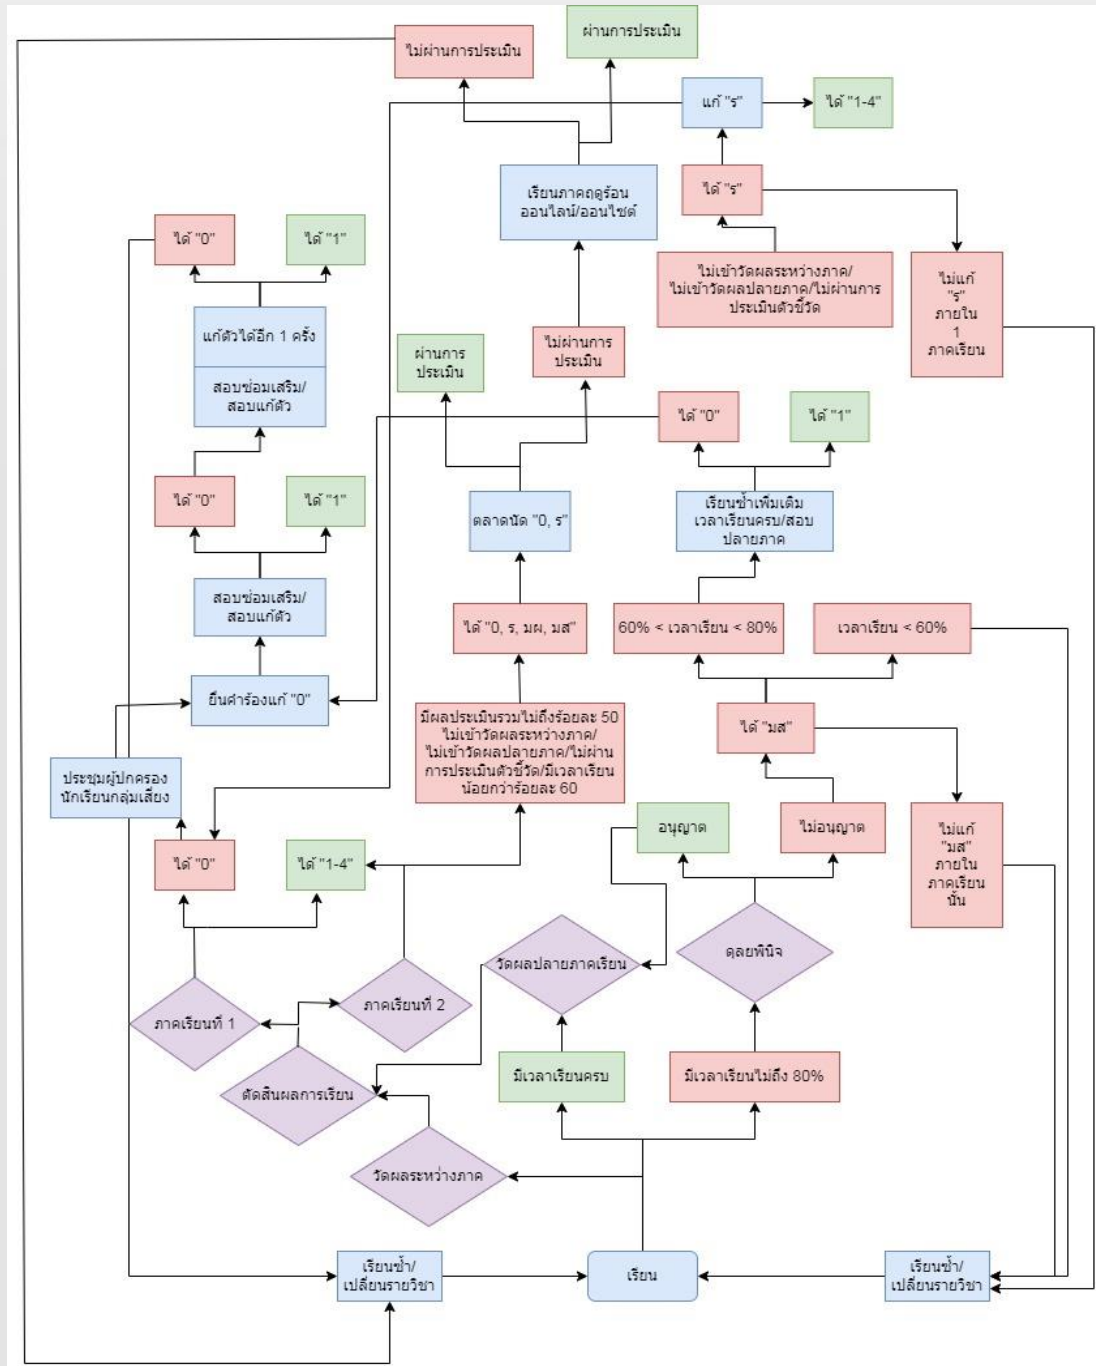 ผ่านการประเมิน
ไม่ผ่านการประเมิน
แก้ "ร"
ได้ "1-4"
เรียนภาคฤดูร้อน
ออนไลน์/ออนไซต์
ได้ "ร"
ได้ "0"
ได้ "1"
ไม่เข้าวัดผลระหว่างภาค/
ไม่เข้าวัดผลปลายภาค/ไม่ผ่านการ
ประเมินตัวชี้วัด
ไม่แก้
"ร"
ภายใน
1
ภาคเรียน
แก้ตัวได้อีก 1 ครั้ง
สอบซ่อมเสริม/
สอบแก้ตัว
ผ่านการ
ประเมิน
ไม่ผ่านการ
ประเมิน
ได้ "0"
ได้ "1"
ได้ "0"
ได้ "1"
ตลาดนัด "0, ร"
เรียนซ้ำเพิ่มเติม
เวลาเรียนครบ/สอบ
ปลายภาค
สอบซ่อมเสริม/
สอบแก้ตัว
ได้ "0, ร, มผ, มส"
60% < เวลาเรียน < 80%
เวลาเรียน < 60%
ยื่นคำร้องแก้ "0"
มีผลประเมินรวมไม่ถึงร้อยละ 50
ไม่เข้าวัดผลระหว่างภาค/
ไม่เข้าวัดผลปลายภาค/ไม่ผ่าน
การประเมินตัวชี้วัด/มีเวลาเรียน
น้อยกว่าร้อยละ 60
ได้ "มส"
ประชุมผู้ปกครอง
นักเรียนกลุ่มเสี่ยง
อนุญาต
ไม่อนุญาต
ไม่แก้
"มส"
ภายใน
ภาคเรียน
นั้น
ได้ "0"
ได้ "1-4"
ดุลยพินิจ
วัดผลปลายภาคเรียน
ภาคเรียนที่ 1
ภาคเรียนที่ 2
มีเวลาเรียนครบ
มีเวลาเรียนไม่ถึง 80%
ตัดสินผลการเรียน
วัดผลระหว่างภาค
เรียนซ้ำ/
เปลี่ยนรายวิชา
เรียน
เรียนซ้ำ/
เปลี่ยนรายวิชา